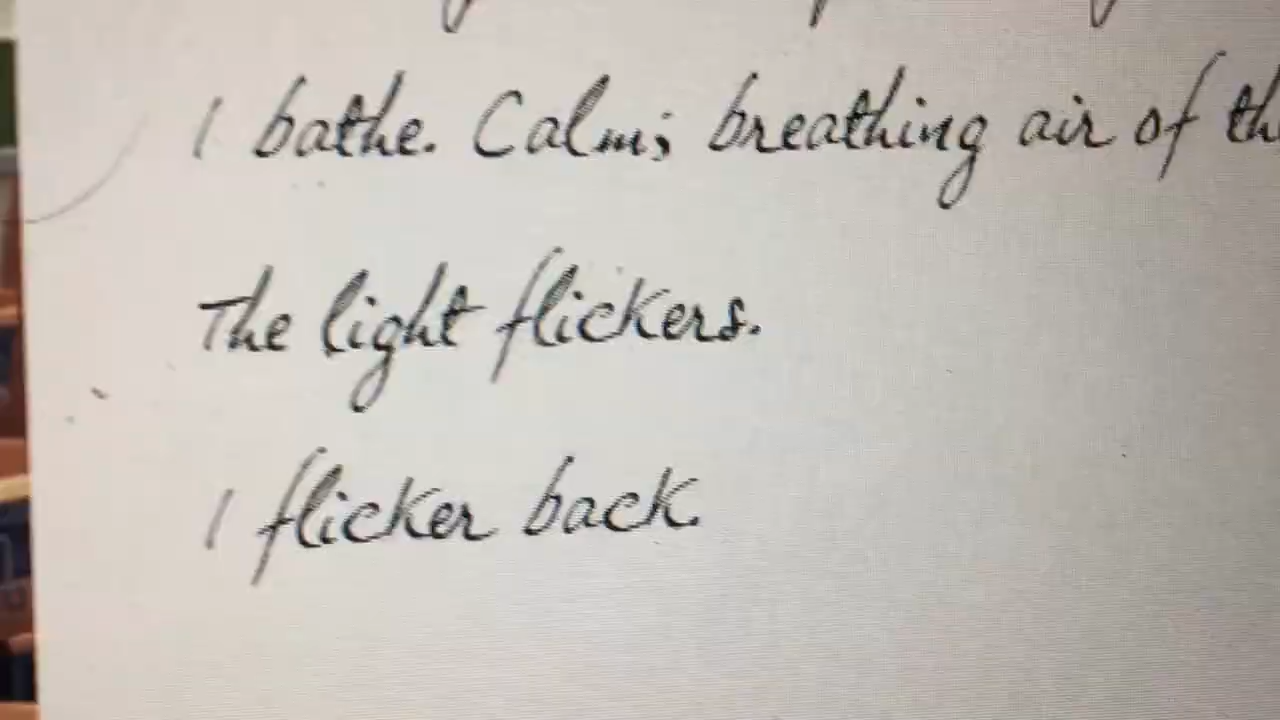 I bathe. Calm; breathing air of th
The light flickers.
I flicker back.